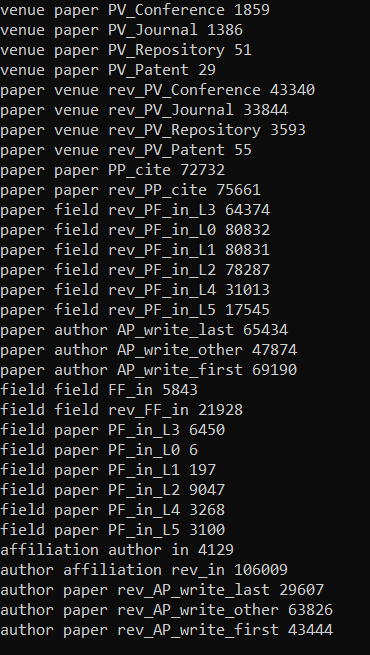 venue paper PV_Conference 1859
venue paper PV_Journal 1386
venue paper PV_Repository 51
venue paper PV_Patent 29
paper venue rev_PV_Conference 43340
paper venue rev_PV_Journal 33844
paper venue rev_PV_Repository 3593
paper venue rev_PV_Patent 55
paper paper PP_cite 72732
paper paper rev_PP_cite 75661
paper field rev_PF_in_L3 64374
paper field rev_PF_in_L0 80832
paper field rev_PF_in_L1 80831
paper field rev_PF_in_L2 78287
paper field rev_PF_in_L4 31013
paper field rev_PF_in_L5 17545
paper author AP_write_last 65434
paper author AP_write_other 47874
paper author AP_write_first 69190
field field FF_in 5843
field field rev_FF_in 21928
field paper PF_in_L3 6450
field paper PF_in_L0 6
field paper PF_in_L1 197
field paper PF_in_L2 9047
field paper PF_in_L4 3268
field paper PF_in_L5 3100
affiliation author in 4129
author affiliation rev_in 106009
author paper rev_AP_write_last 29607
author paper rev_AP_write_other 63826
author paper rev_AP_write_first 43444